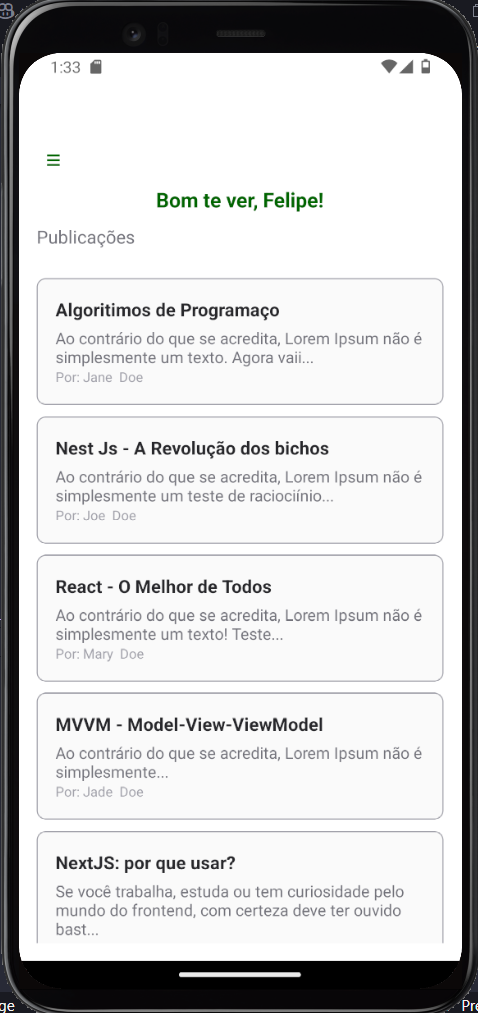 1:33
Bom te ver, Felipe!
Publicações
Algoritimos de Programaço
Ao contrário do que se acredita, Lorem Ipsum não é
simplesmente um texto. Agora vaii...
Por: Jane  Doe
Nest Js - A Revolução dos bichos
Ao contrário do que se acredita, Lorem Ipsum não é
simplesmente um teste de raciociínio...
Por: Joe  Doe
React - O Melhor de Todos
Ao contrário do que se acredita, Lorem Ipsum não é
simplesmente um texto! Teste...
Por: Mary  Doe
MVVM - Model-View-ViewModel
Ao contrário do que se acredita, Lorem Ipsum não é
simplesmente...
Por: Jade  Doe
NextJS: por que usar?
Se você trabalha, estuda ou tem curiosidade pelo
mundo do frontend, com certeza deve ter ouvido
bast...